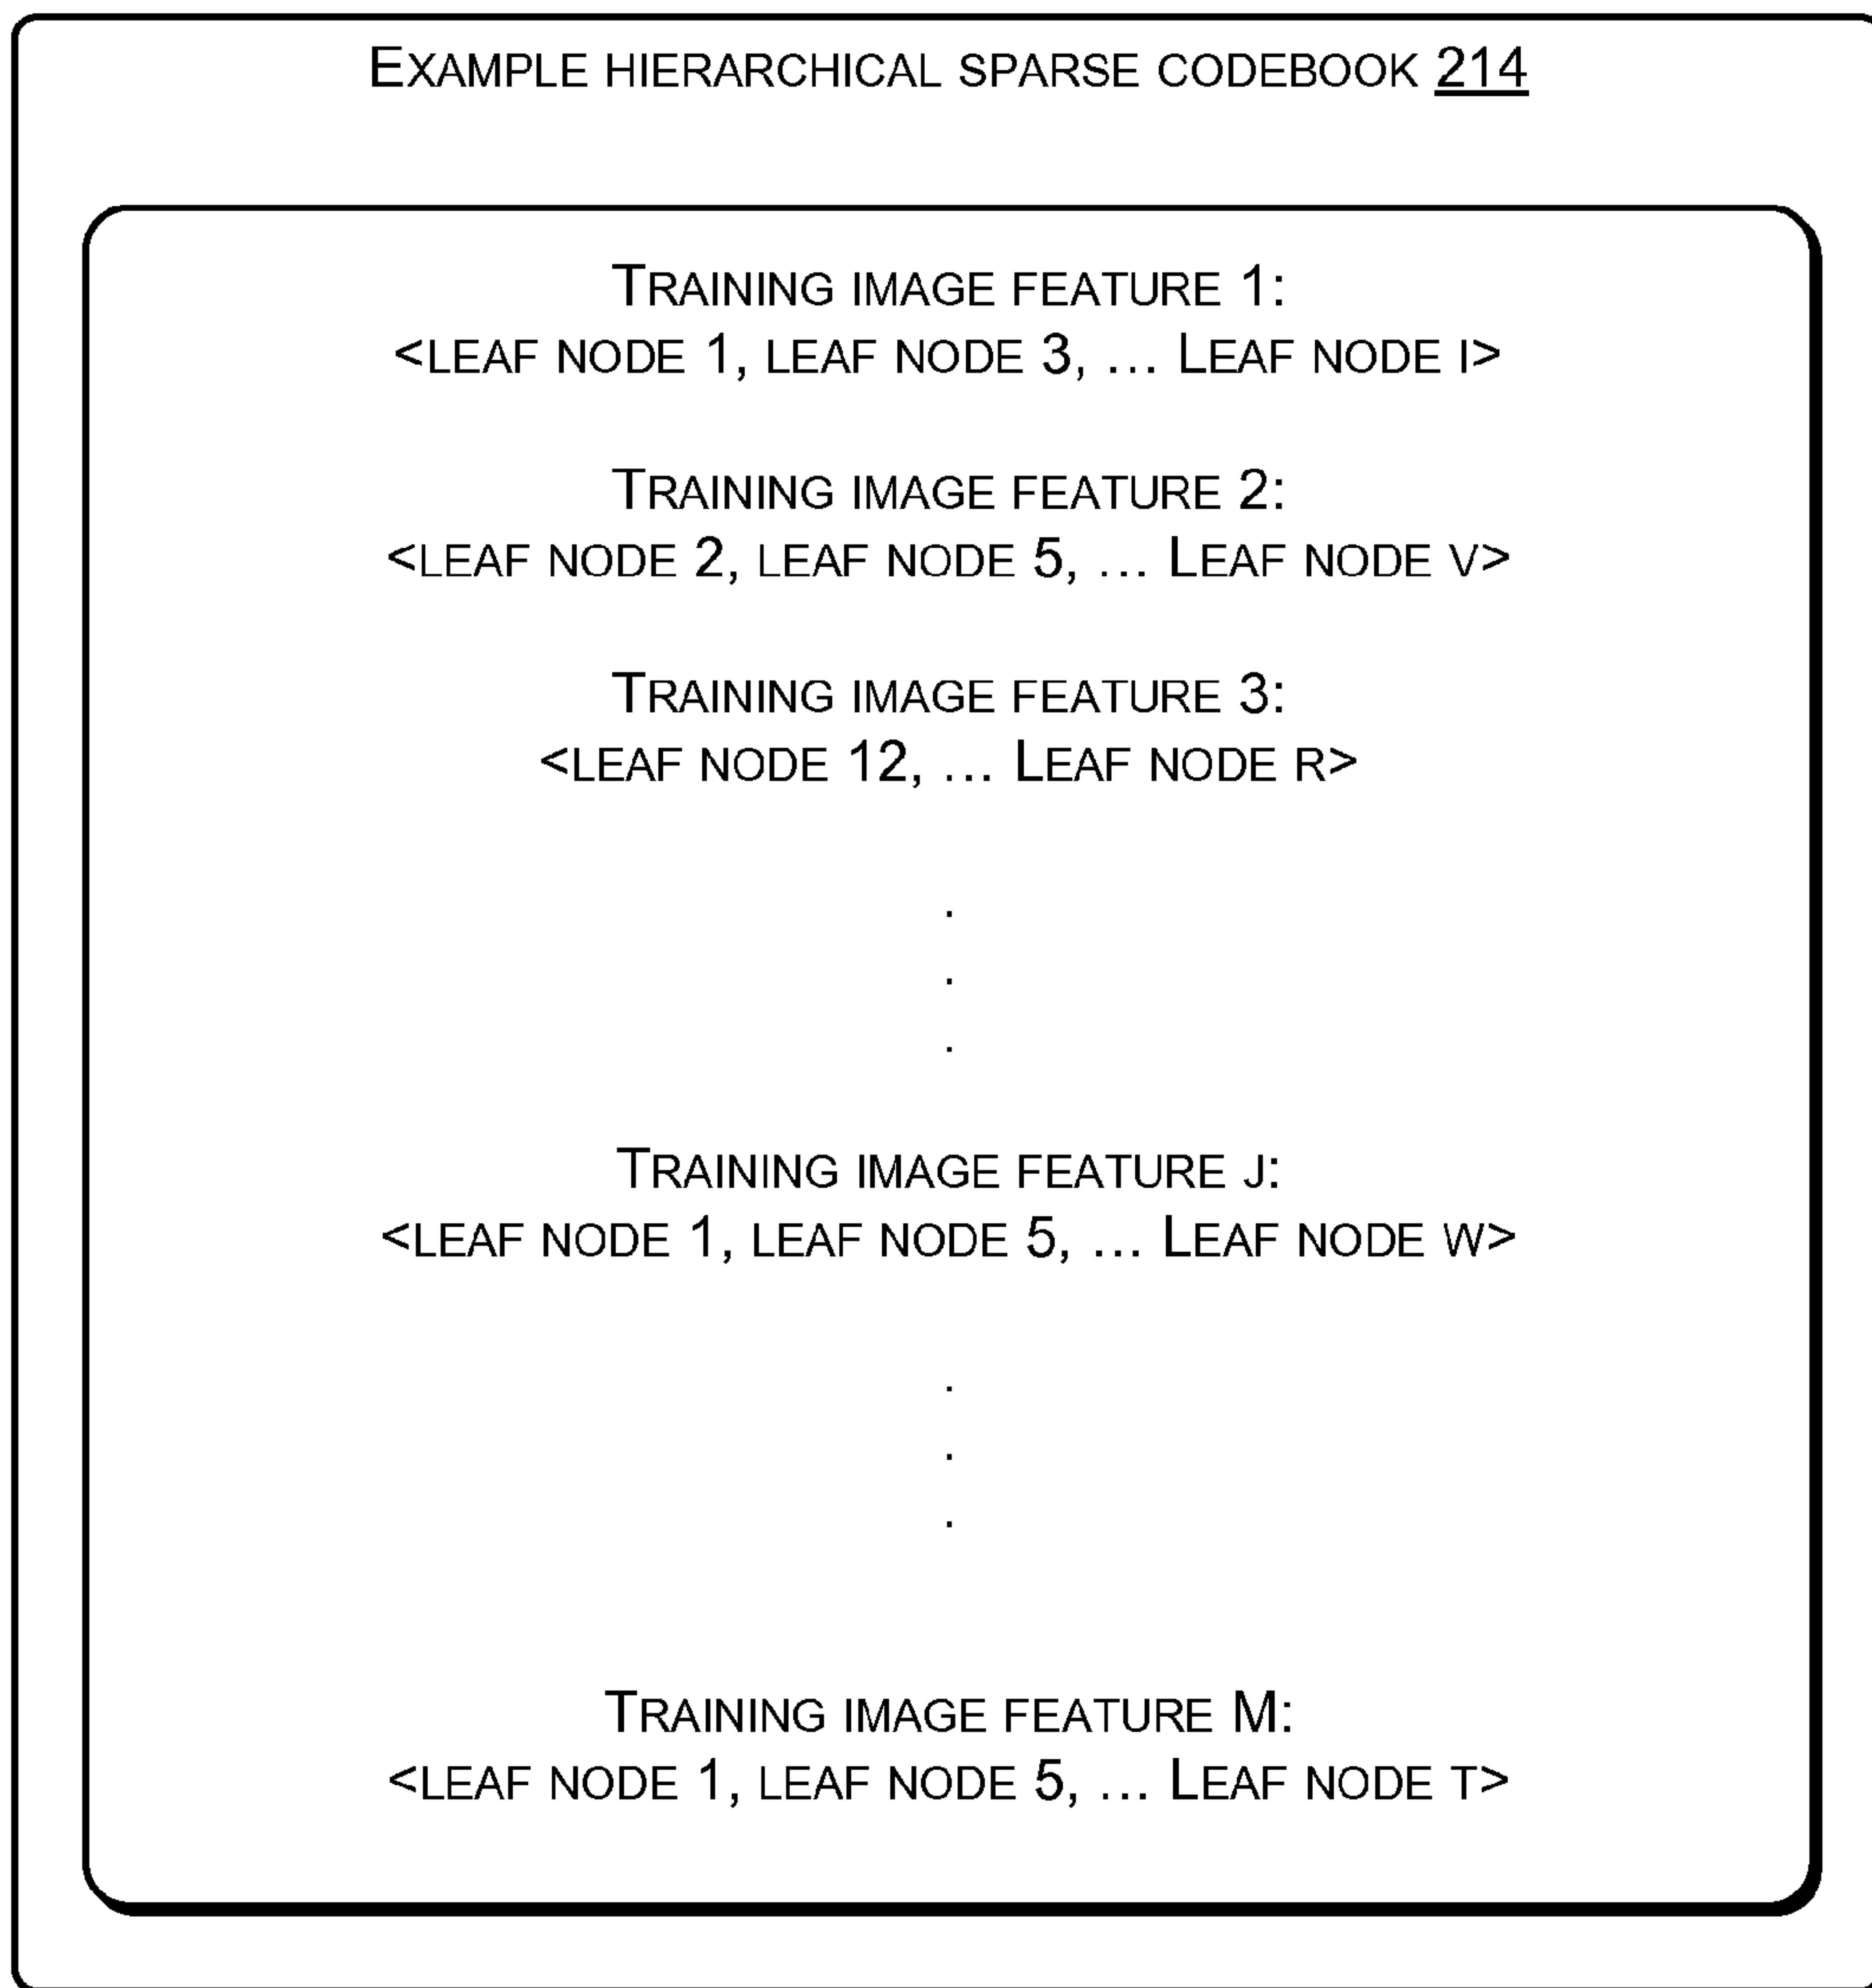 EXAMPLE HIERARCHICAL SPARSE CODEBOOK 214
TRAINING IMAGE FEATURE 1:
<LEAF NODE 1, LEAF NODE 3, ... LEAF NODE I>
TRAINING IMAGE FEATURE 2:
<LEAF NODE 2, LEAF NODE 5, ... LEAF NODE V>
TRAINING IMAGE FEATURE 3:
<LEAF NODE 12, ... LEAF NODE R>
.
.
.
TRAINING IMAGE FEATURE J:
<LEAF NODE 1, LEAF NODE 5, ... LEAF NODE W>
.
.
.
TRAINING IMAGE FEATURE M:
<LEAF NODE 1, LEAF NODE 5, ... LEAF NODE T>